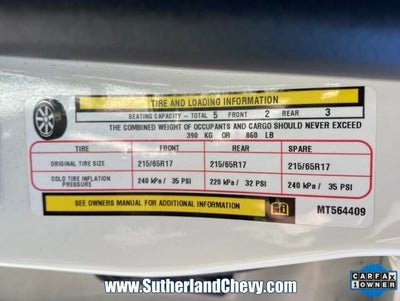 TIRE AND LOADING INFORMATION
SEATING CAPACITY - TOTAL 5 FRONT 2 REAR 3
THE COMBINED WEIGHT OF OCCUPANTS AND CARGO SHOULD NEVER EXCEED
390 KG OR 860 LB
TIRE FRONT REAR SPARE
ORIGINAL TIRE SIZE 215/65R17 215/65R17 215/65R17
COLD TIRE INFLATION
PRESSURE 240 kPa / 35 PSI 220 kPa / 32 PSI 240 kPa / 35 PSI
SEE OWNERS MANUAL FOR ADDITIONAL INFORMATION MT564409
www.SutherlandChevy.com
CARFAX
1 OWNER